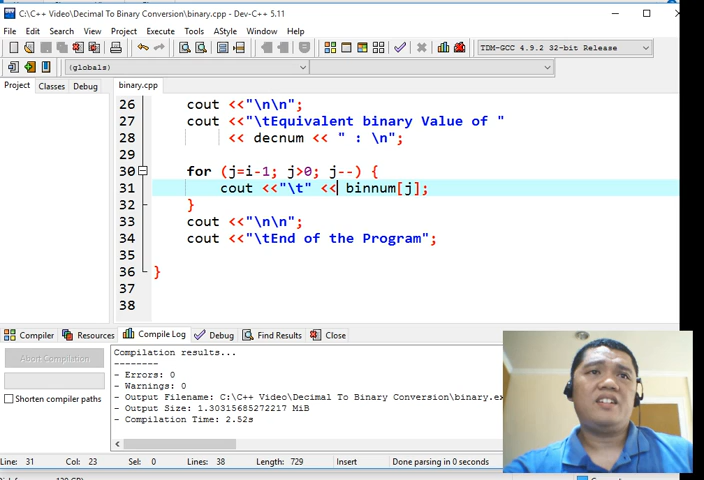 C:\C++ Video\Decimal To Binary Conversion\binary.cpp - Dev-C++ 5.11
File Edit Search View Project Execute Tools AStyle Window Help
TDM-GCC 4.9.2 32-bit Release
(globals)
Project Classes Debug binary.cpp
26 cout <<"\n\n";
27 cout <<"\tEquivalent binary Value of "
28 << decnum << " : \n";
29
30 for (j=i-1; j>0; j--) {
31 cout <<"\t" << binnum[j];
32 }
33 cout <<"\n\n";
34 cout <<"\tEnd of the Program";
35
36 }
37
38
Compiler Resources Compile Log Debug Find Results Close
Abort Compilation
Shorten compiler paths
Compilation results...
--------
- Errors: 0
- Warnings: 0
- Output Filename: C:\C++ Video\Decimal To Binary Conversion\binary.ex
- Output Size: 1.30315685272217 MiB
- Compilation Time: 2.52s
Line: 31 Col: 23 Sel: 0 Lines: 38 Length: 729 Insert Done parsing in 0 seconds